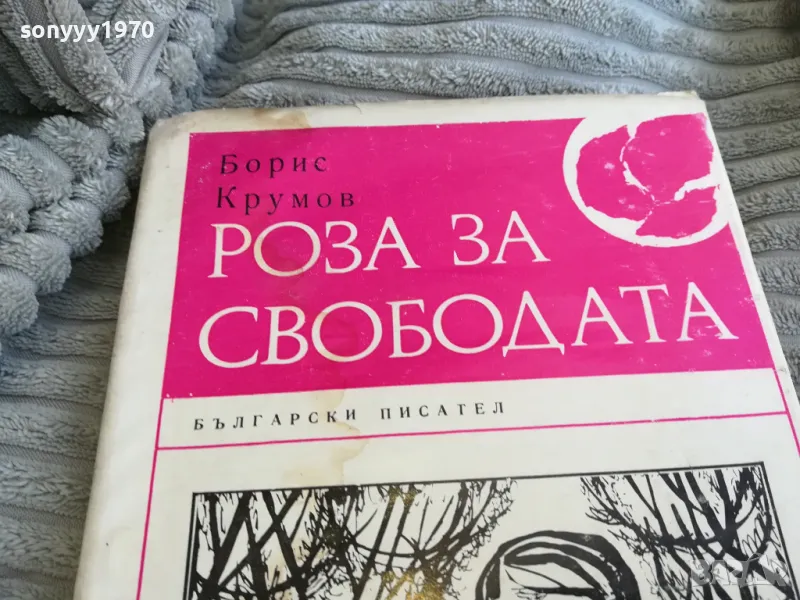 sonyyy1970
Борис
Крумов
РОЗА ЗА
СВОБОДАТА
БЪЛГАРСКИ ПИСАТЕЛ